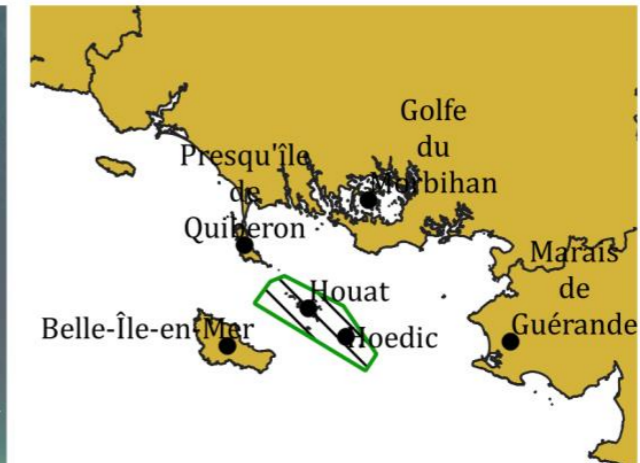 Golfe
du
Morbihan
Presqu'île
de
Quiberon
Marais
de
Guérande
Houat
Hoedic
Belle-Île-en-Mer